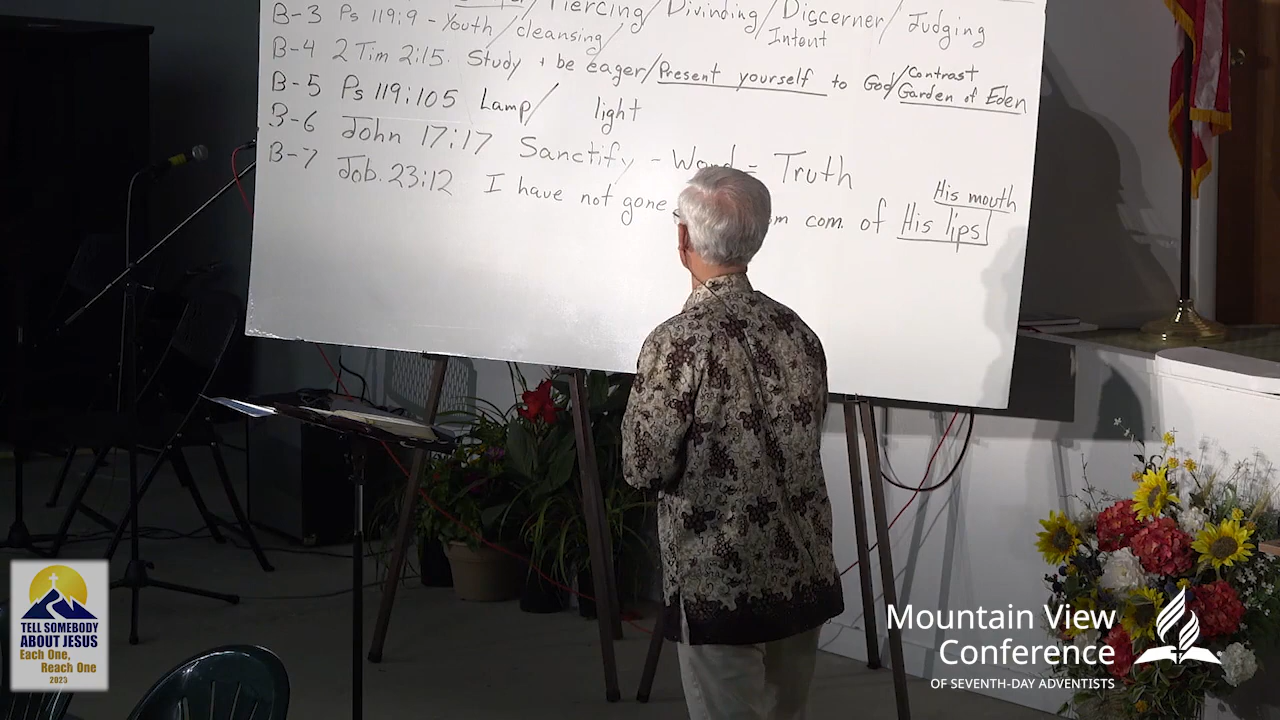 B-3 Ps 119:9 - Youth/cleansing/ Piercing/Divinding/Discerner/Judging
Intent
B-4 2 Tim 2:15. Study + be eager/Present yourself to God/Contrast
Garden of Eden
B-5 Ps 119:105 Lamp/ light
B-6 John 17:17 Sanctify - Word = Truth
B-7 Job. 23:12 I have not gone com. of His lips
His mouth
TELL SOMEBODY
ABOUT JESUS
Each One,
Reach One
2023
Mountain View
Conference
OF SEVENTH-DAY ADVENTISTS